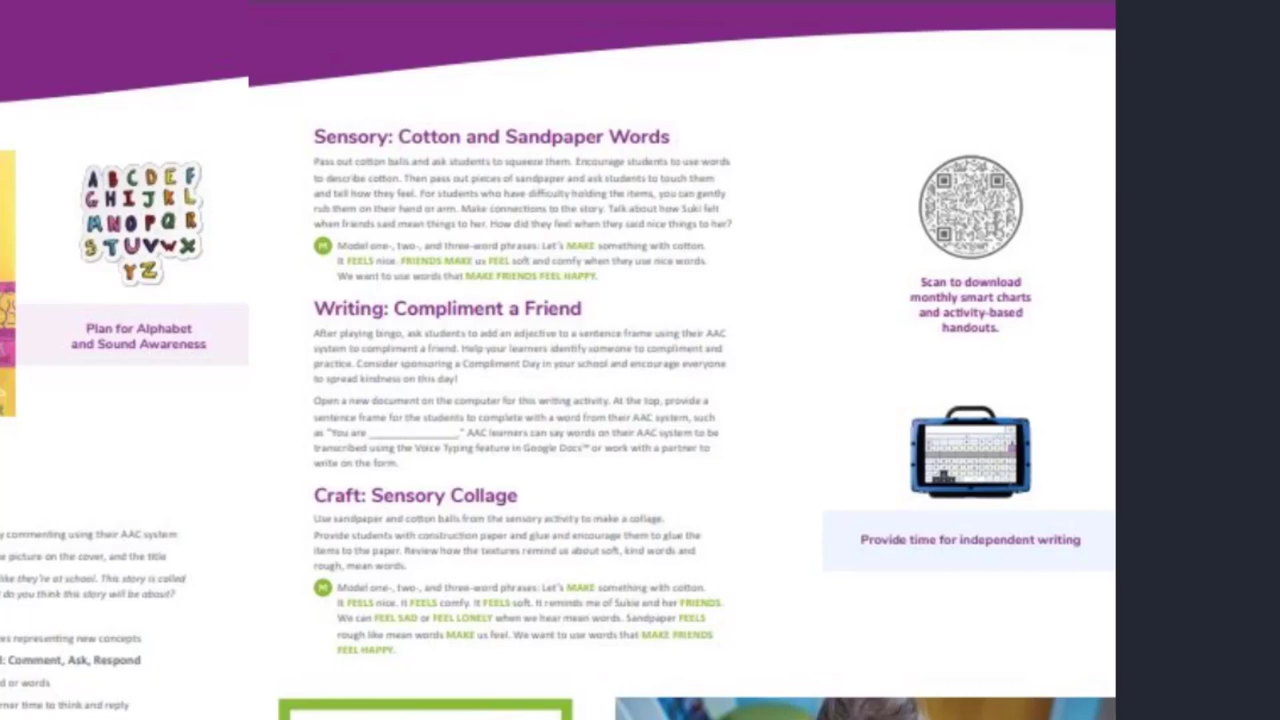 A B C D E F
G H I J K L
M N O P Q R
S T U V W X
Y Z
Plan for Alphabet
and Sound Awareness
commenting using their AAC system
picture on the cover, and the title
like they're at school. This story is called
do you think this story will be about?
representing new concepts
: Comment, Ask, Respond
or words
time to think and reply
Sensory: Cotton and Sandpaper Words
Pass out cotton balls and ask students to squeeze them. Encourage students to use words
to describe cotton. Then pass out pieces of sandpaper and ask students to touch them
and tell how they feel. For students who have difficulty holding the items, you can gently
rub them on their hand or arm. Make connections to the story. Talk about how Suki felt
when friends said mean things to her. How did they feel when they said nice things to her?
M Model one-, two-, and three-word phrases: Let's MAKE something with cotton.
It FEELS nice. FRIENDS MAKE us FEEL soft and comfy when they use nice words.
We want to use words that MAKE FRIENDS FEEL HAPPY.
Writing: Compliment a Friend
After playing bingo, ask students to add an adjective to a sentence frame using their AAC
system to compliment a friend. Help your learners identify someone to compliment and
practice. Consider sponsoring a Compliment Day in your school and encourage everyone
to spread kindness on this day!
Open a new document on the computer for this writing activity. At the top, provide a
sentence frame for the students to complete with a word from their AAC system, such
as "You are ________________." AAC learners can say words on their AAC system to be
transcribed using the Voice Typing feature in Google Docs™ or work with a partner to
write on the form.
Craft: Sensory Collage
Use sandpaper and cotton balls from the sensory activity to make a collage.
Provide students with construction paper and glue and encourage them to glue the
items to the paper. Review how the textures remind us about soft, kind words and
rough, mean words.
M Model one-, two-, and three-word phrases: Let's MAKE something with cotton.
It FEELS nice. It FEELS comfy. It FEELS soft. It reminds me of Sukie and her FRIENDS.
We can FEEL SAD or FEEL LONELY when we hear mean words. Sandpaper FEELS
rough like mean words MAKE us feel. We want to use words that MAKE FRIENDS
FEEL HAPPY.
Scan to download
monthly smart charts
and activity-based
handouts.
Provide time for independent writing